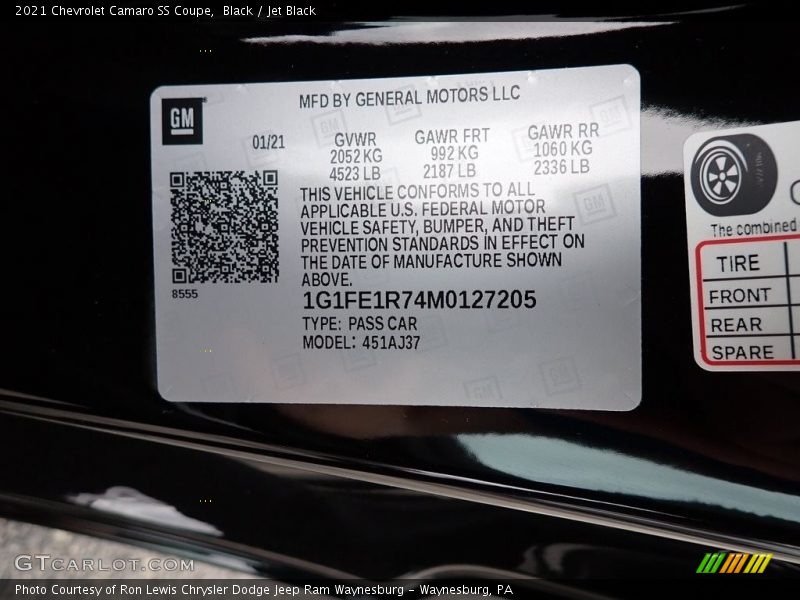 2021 Chevrolet Camaro SS Coupe, Black / Jet Black
GM
MFD BY GENERAL MOTORS LLC
01/21
GVWR GAWR FRT GAWR RR
2052 KG 992 KG 1060 KG
4523 LB 2187 LB 2336 LB
THIS VEHICLE CONFORMS TO ALL
APPLICABLE U.S. FEDERAL MOTOR
VEHICLE SAFETY, BUMPER, AND THEFT
PREVENTION STANDARDS IN EFFECT ON
THE DATE OF MANUFACTURE SHOWN
ABOVE.
8555
1G1FE1R74M0127205
TYPE: PASS CAR
MODEL: 451AJ37
The combined
TIRE
FRONT
REAR
SPARE
GTCARLOT.COM
Photo Courtesy of Ron Lewis Chrysler Dodge Jeep Ram Waynesburg - Waynesburg, PA